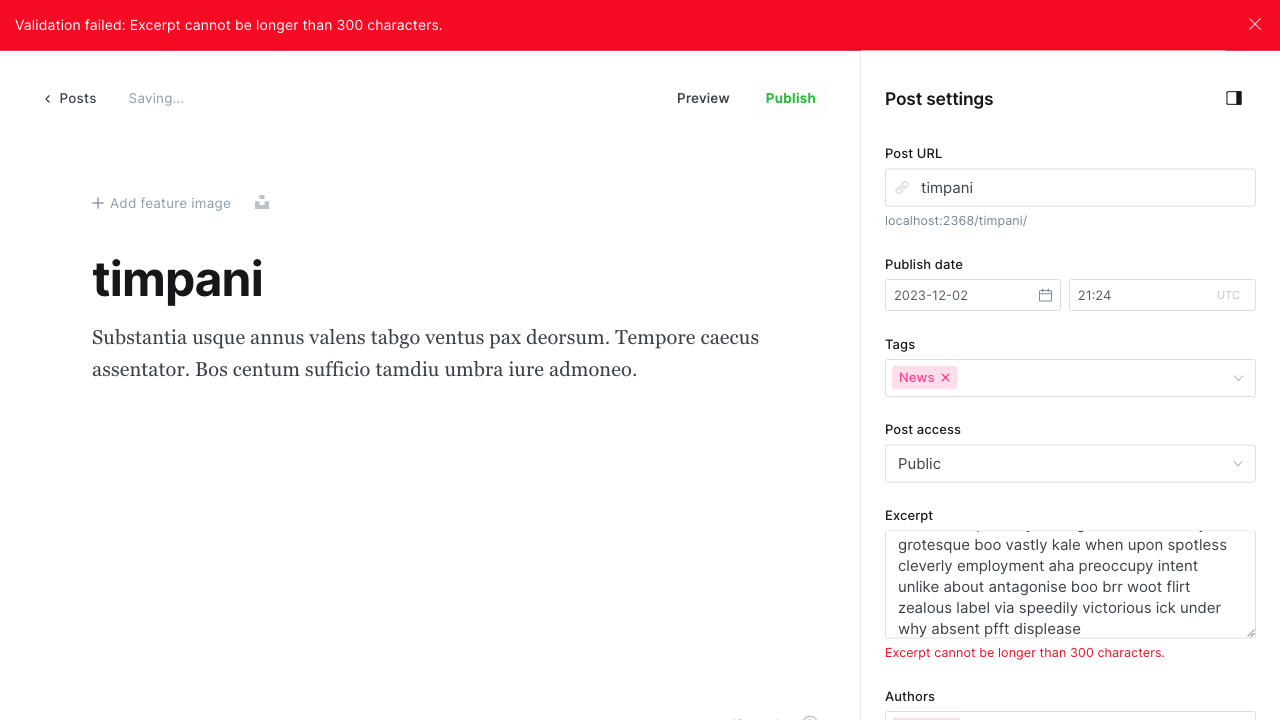 Validation failed: Excerpt cannot be longer than 300 characters.
Posts
Saving...
Preview
Publish
Post settings
Post URL
timpani
localhost:2368/timpani/
Add feature image
timpani
Substantia usque annus valens tabgo ventus pax deorsum. Tempore caecus
assentator. Bos centum sufficio tamdiu umbra iure admoneo.
Publish date
2023-12-02
21:24
UTC
Tags
News
Post access
Public
Excerpt
grotesque boo vastly kale when upon spotless
cleverly employment aha preoccupy intent
unlike about antagonise boo brr woot flirt
zealous label via speedily victorious ick under
why absent pfft displease
Excerpt cannot be longer than 300 characters.
Authors